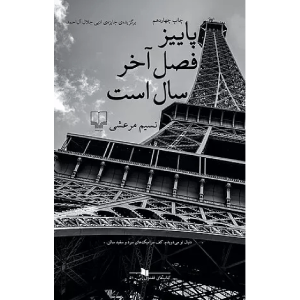 چاپ چهاردهم
برگزیده‌ی جایزه‌ی ادبی جلال آل‌احمد
پاییز
فصل آخر
سال است
نسیم مرعشی